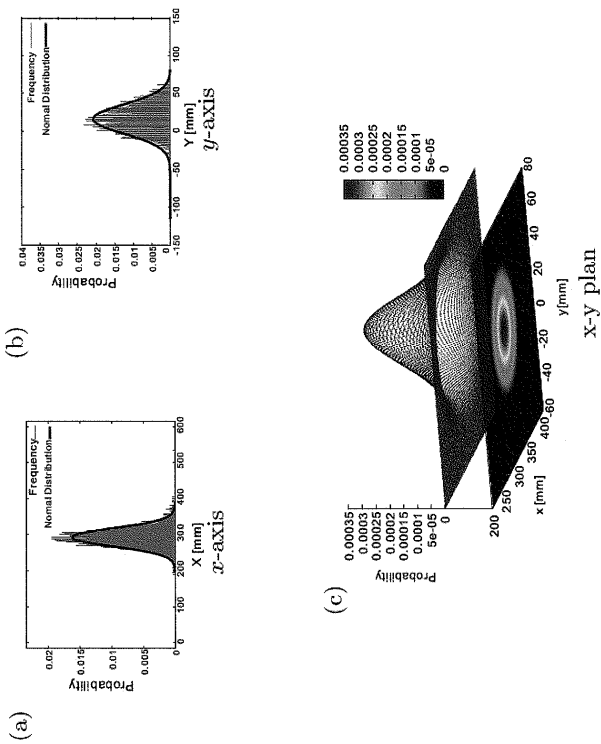 (a)
Probability
0.02
0.015
0.01
0.005
0
Frequency
Nomal Distribution
0 100 200 300 400 500 600
X [mm]
x-axis
(b)
Probability
0.04
0.035
0.03
0.025
0.02
0.015
0.01
0.005
0
Frequency
Nomal Distribution
-150 -100 -50 0 50 100 150
Y [mm]
y-axis
(c)
Probability
0.00035
0.0003
0.00025
0.0002
0.00015
0.0001
5e-05
0
0.00035
0.0003
0.00025
0.0002
0.00015
0.0001
5e-05
0
200 250 300 350 400
x [mm]
-60 -40 -20 0 20 40 60 80
y[mm]
x-y plan